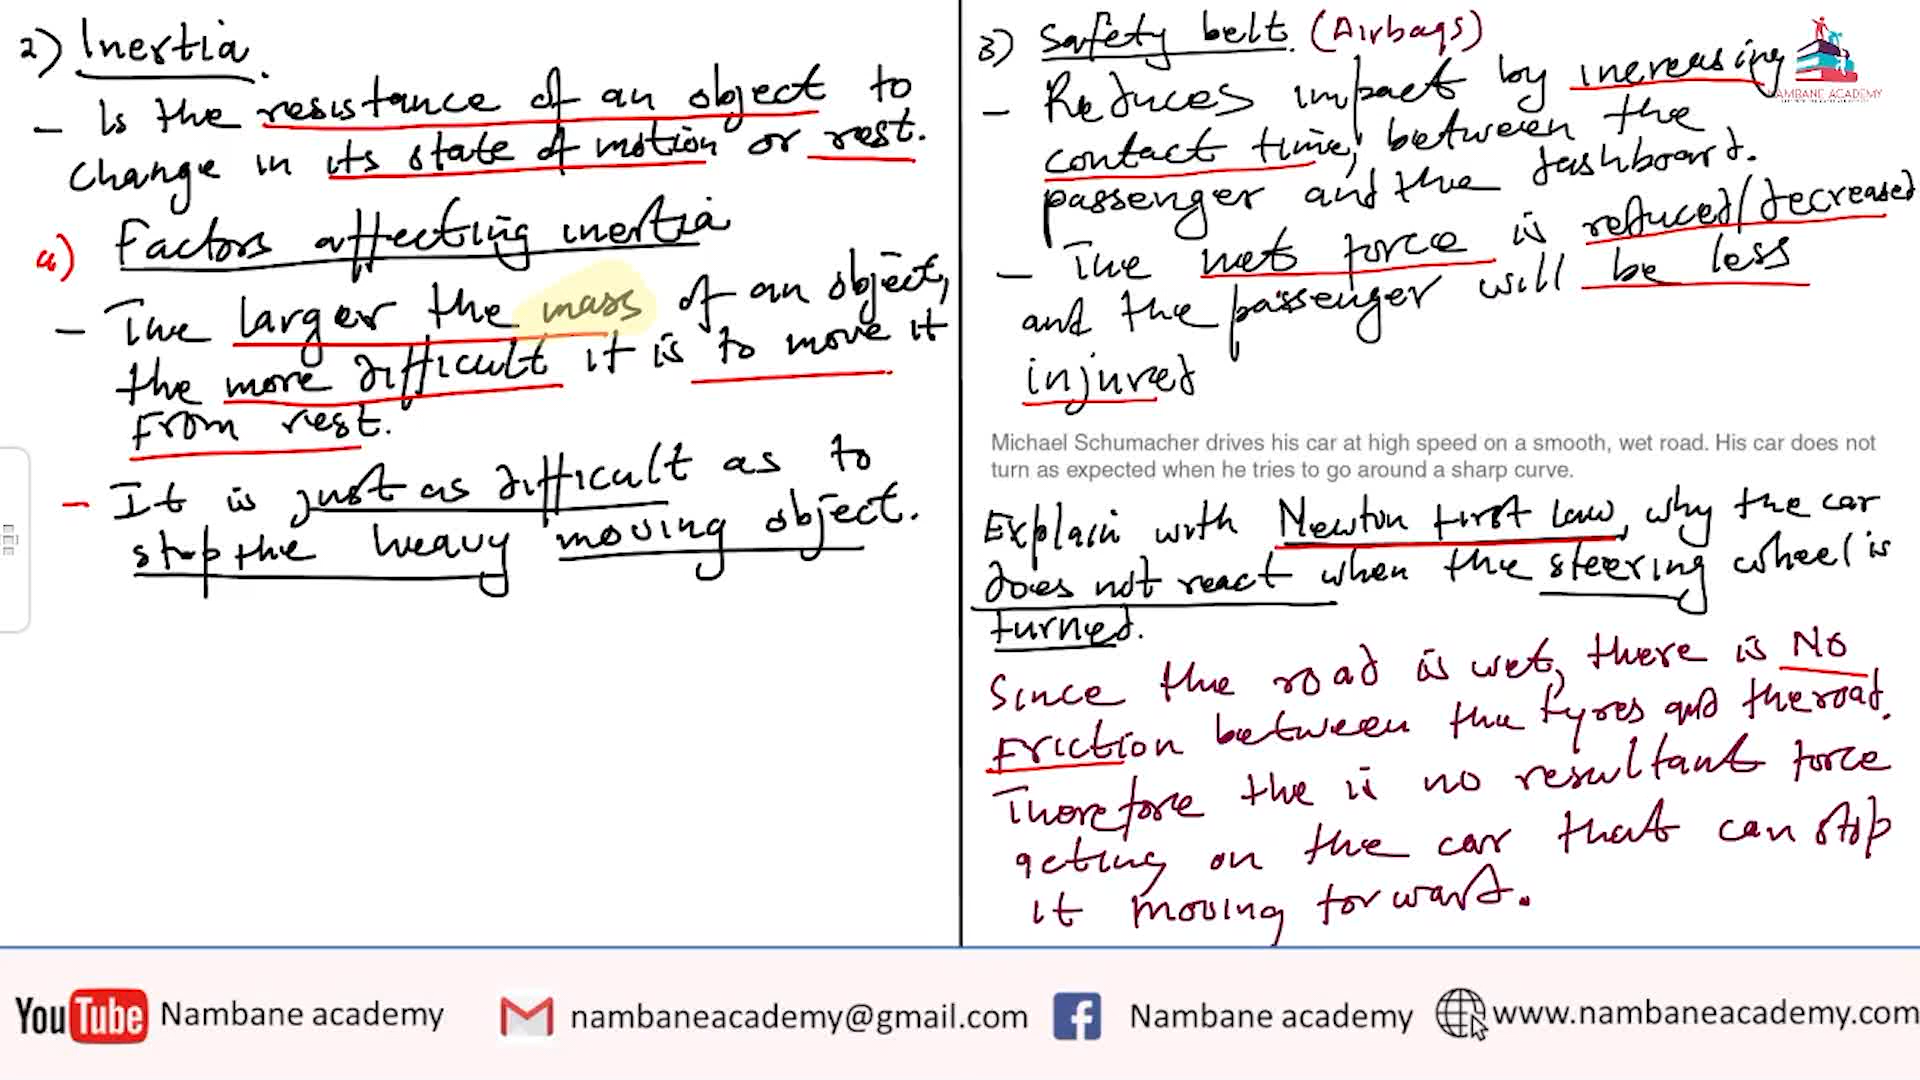 2) Inertia.
- Is the resistance of an object to
change in its state of motion or rest.
a) Factors affecting inertia
- The larger the mass of an object,
the more difficult it is to move it
from rest.
- It is just as difficult as to
stop the heavy moving object.
3) Safety belt. (Airbags)
- Reduces impact by increasing
contact time, between the
passenger and the dashboard.
- The net force is reduced/decreased
and the passenger will be less
injured
NAMBANE ACADEMY
Michael Schumacher drives his car at high speed on a smooth, wet road. His car does not
turn as expected when he tries to go around a sharp curve.
Explain with Newton first law, why the car
does not react when the steering wheel is
turned.
Since the road is wet, there is No
Friction between the tyres and the road.
Therefore the is no resultant force
acting on the car that can stop
it moving forward.
YouTube Nambane academy
nambaneacademy@gmail.com
f Nambane academy
www.nambaneacademy.com